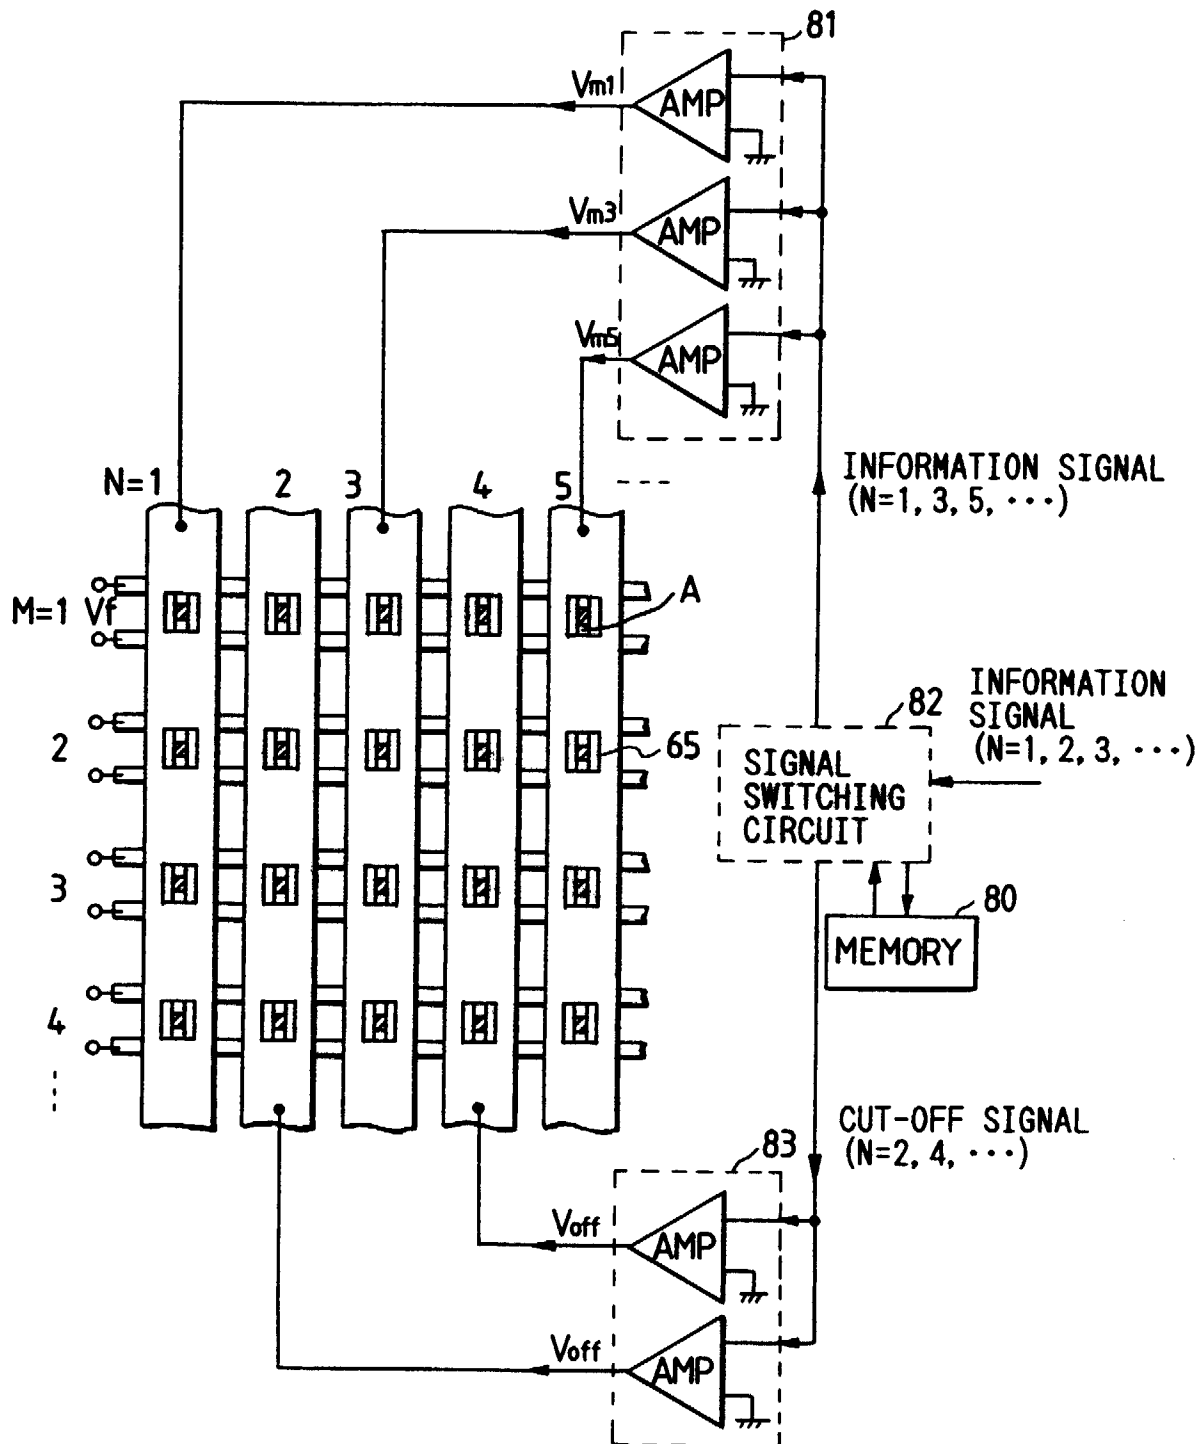 81
Vm1
AMP
Vm3
AMP
Vm5
AMP
N=1 2 3 4 5 ----
INFORMATION SIGNAL
(N=1, 3, 5, ···)
M=1 Vf
A
INFORMATION
SIGNAL
(N=1, 2, 3, ···)
82
2
65
SIGNAL
SWITCHING
CIRCUIT
3
80
MEMORY
4
CUT-OFF SIGNAL
(N=2, 4, ···)
83
Voff
AMP
Voff
AMP